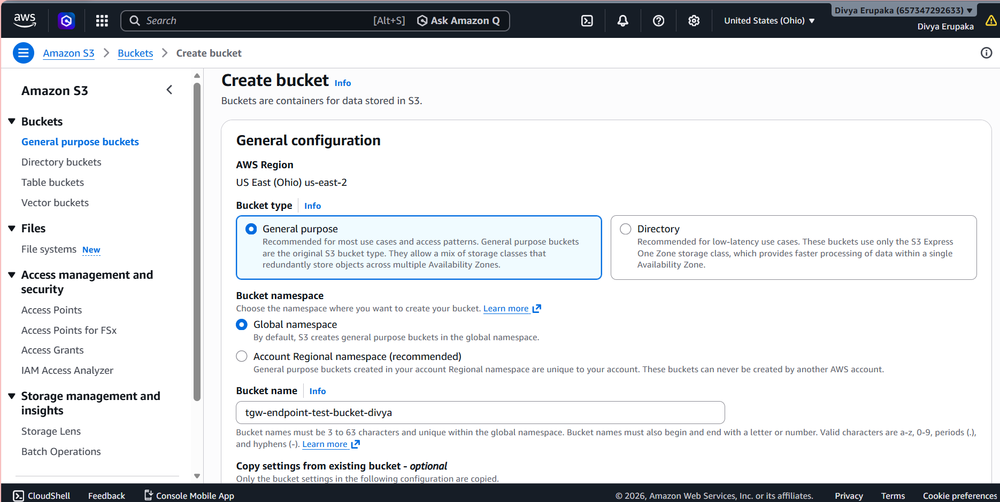 aws
Search
[Alt+S]
Ask Amazon Q
United States (Ohio)
Divya Erupaka (657347292633)
Divya Erupaka
Amazon S3
Buckets
Create bucket
Amazon S3
Buckets
General purpose buckets
Directory buckets
Table buckets
Vector buckets
Files
File systems New
Access management and
security
Access Points
Access Points for FSx
Access Grants
IAM Access Analyzer
Storage management and
insights
Storage Lens
Batch Operations
Create bucket Info
Buckets are containers for data stored in S3.
General configuration
AWS Region
US East (Ohio) us-east-2
Bucket type Info
General purpose
Recommended for most use cases and access patterns. General purpose buckets
are the original S3 bucket type. They allow a mix of storage classes that
redundantly store objects across multiple Availability Zones.
Directory
Recommended for low-latency use cases. These buckets use only the S3 Express
One Zone storage class, which provides faster processing of data within a single
Availability Zone.
Bucket namespace
Choose the namespace where you want to create your bucket. Learn more
Global namespace
By default, S3 creates general purpose buckets in the global namespace.
Account Regional namespace (recommended)
General purpose buckets created in your account Regional namespace are unique to your account. These buckets can never be created by another AWS account.
Bucket name Info
tgw-endpoint-test-bucket-divya
Bucket names must be 3 to 63 characters and unique within the global namespace. Bucket names must also begin and end with a letter or number. Valid characters are a-z, 0-9, periods (.),
and hyphens (-). Learn more
Copy settings from existing bucket - optional
Only the bucket settings in the following configuration are copied.
CloudShell
Feedback
Console Mobile App
© 2026, Amazon Web Services, Inc. or its affiliates.
Privacy
Terms
Cookie preferences